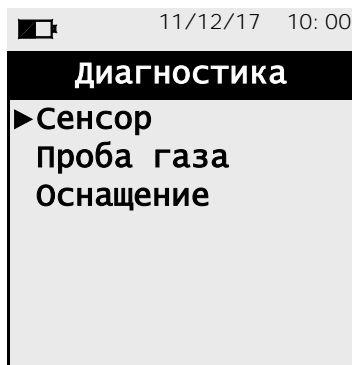 11/12/17 10:00
Диагностика
Сенсор
Проба газа
Оснащение